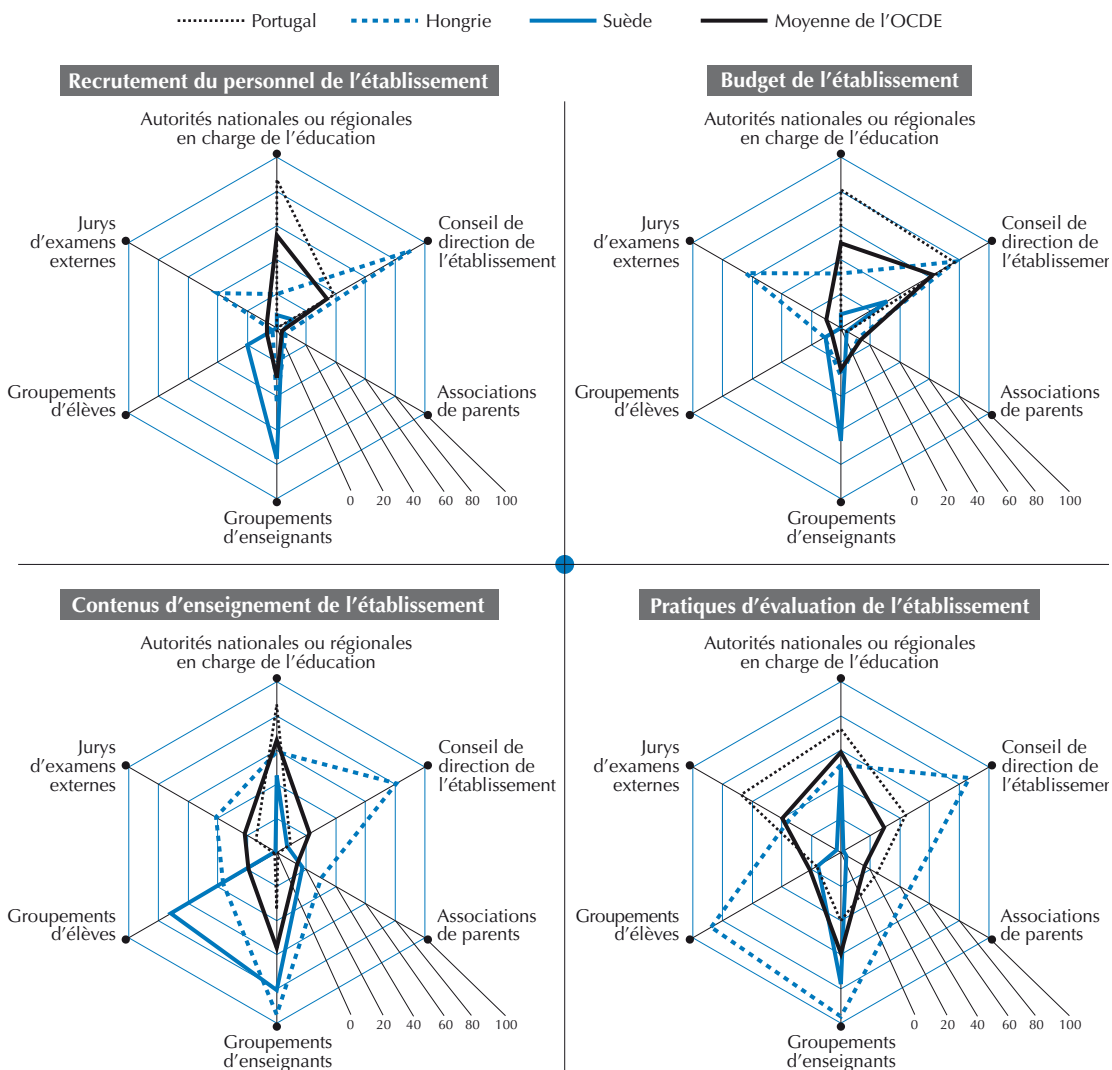 Portugal Hongrie Suède Moyenne de l'OCDE
Recrutement du personnel de l'établissement
Autorités nationales ou régionales
en charge de l'éducation
Jurys
d'examens
externes
Conseil de
direction de
l'établissement
Groupements
d'élèves
Associations
de parents
0 20 40 60 80 100
Groupements
d'enseignants
Budget de l'établissement
Autorités nationales ou régionales
en charge de l'éducation
Jurys
d'examens
externes
Conseil de
direction de
l'établissement
Groupements
d'élèves
Associations
de parents
0 20 40 60 80 100
Groupements
d'enseignants
Contenus d'enseignement de l'établissement
Autorités nationales ou régionales
en charge de l'éducation
Jurys
d'examens
externes
Conseil de
direction de
l'établissement
Groupements
d'élèves
Associations
de parents
0 20 40 60 80 100
Groupements
d'enseignants
Pratiques d'évaluation de l'établissement
Autorités nationales ou régionales
en charge de l'éducation
Jurys
d'examens
externes
Conseil de
direction de
l'établissement
Groupements
d'élèves
Associations
de parents
0 20 40 60 80 100
Groupements
d'enseignants